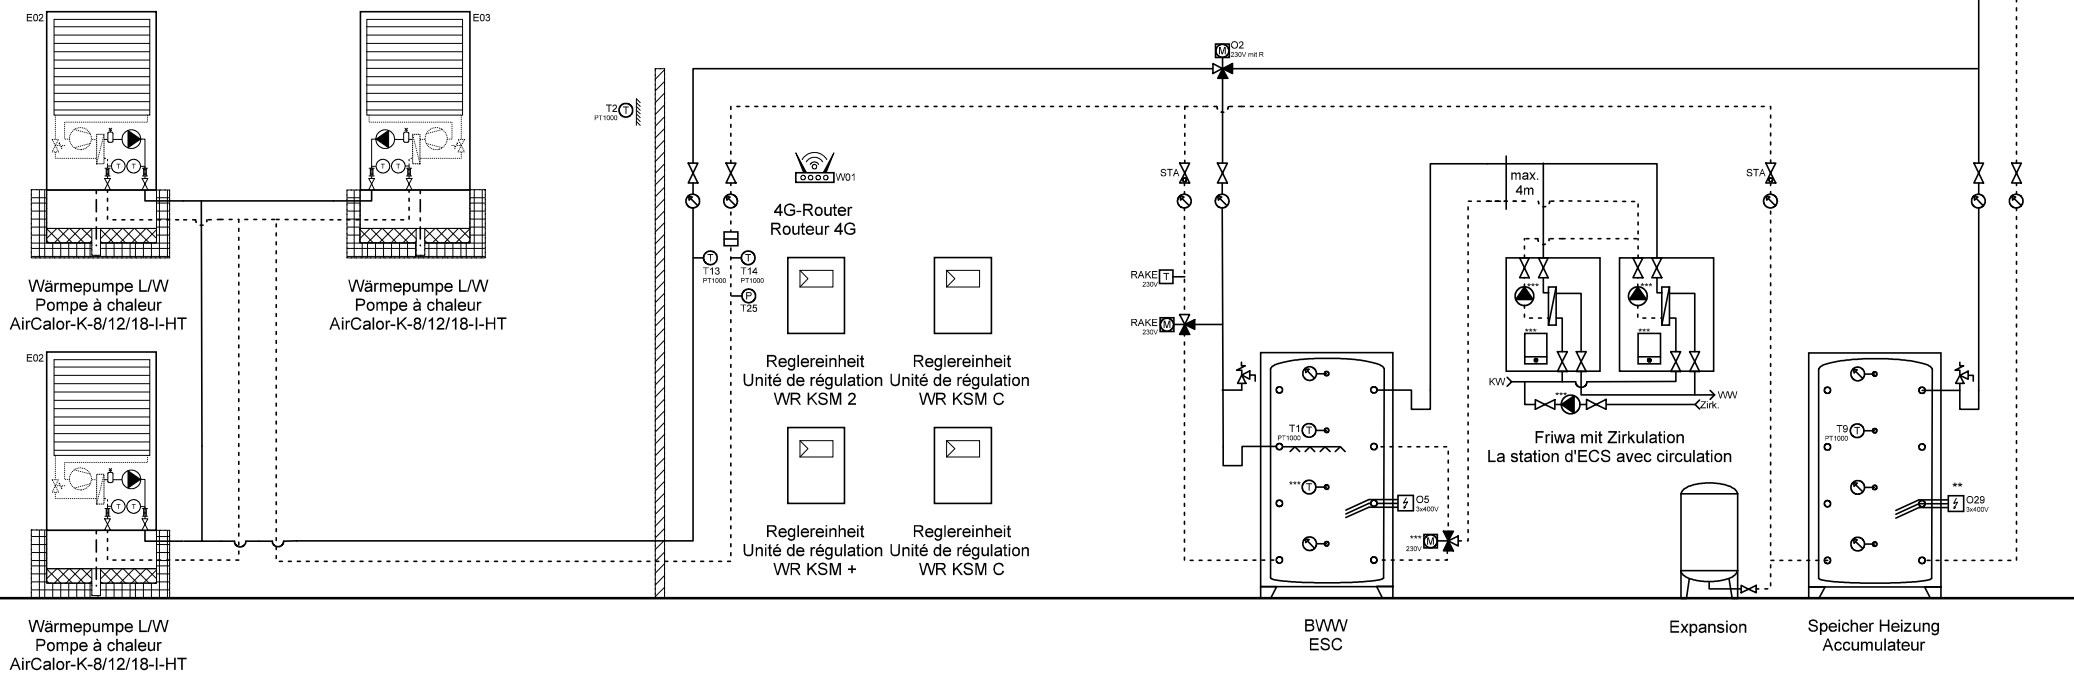 E02
E03
Wärmepumpe L/W
Pompe à chaleur
AirCalor-K-8/12/18-I-HT
Wärmepumpe L/W
Pompe à chaleur
AirCalor-K-8/12/18-I-HT
E02
Wärmepumpe L/W
Pompe à chaleur
AirCalor-K-8/12/18-I-HT
T T
T T
T T
T2
PT1000
T
T
T13
PT1000
T
T14
PT1000
P
T25
W01
4G-Router
Routeur 4G
Reglereinheit
Unité de régulation
WR KSM 2
Reglereinheit
Unité de régulation
WR KSM C
Reglereinheit
Unité de régulation
WR KSM +
Reglereinheit
Unité de régulation
WR KSM C
M
O2
230V mit R
STA
RAKE
230V
T
RAKE
230V
M
T1
PT1000
T
*** T
O5
3x400V
***
230V
M
BWW
ESC
max.
4m
***
***
***
***
KW
WW
***
Zirk.
Friwa mit Zirkulation
La station d'ECS avec circulation
STA
Expansion
T9
PT1000
T
**
O29
3x400V
Speicher Heizung
Accumulateur